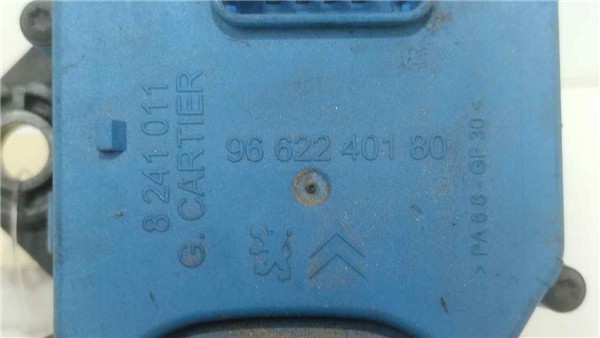 8 241 011
G. CARTIER
96 622 401 80
>PA 6.6 - GF 30<